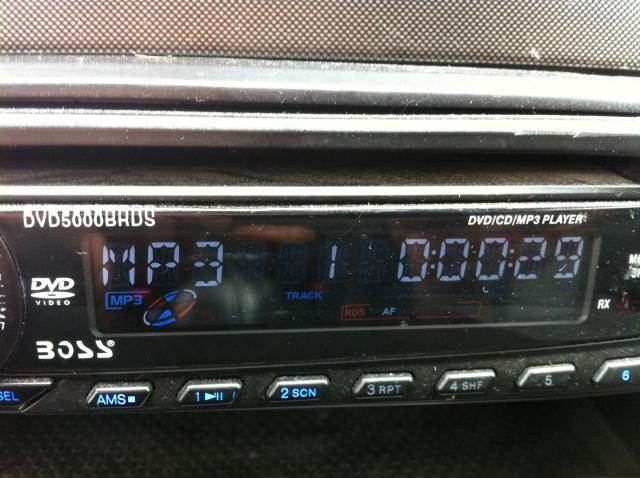 DVD5000BRDS DVD/CD/MP3 PLAYER
MP3 1 0:00:29
DVD
VIDEO
MP3 TRACK RDS AF
RX
BOSS
SEL AMS 1 2 SCN 3 RPT 4 SHF 5 6